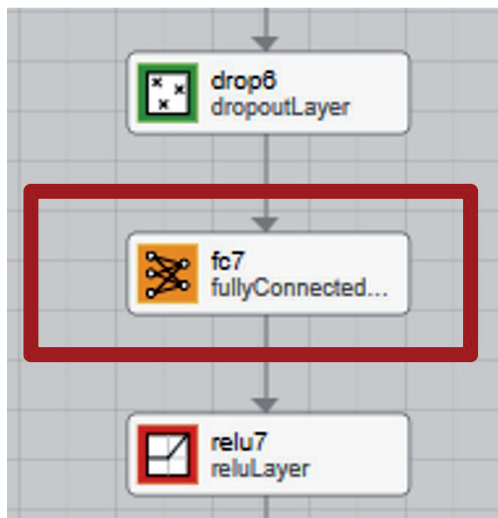 drop6
dropoutLayer
fc7
fullyConnected...
relu7
reluLayer